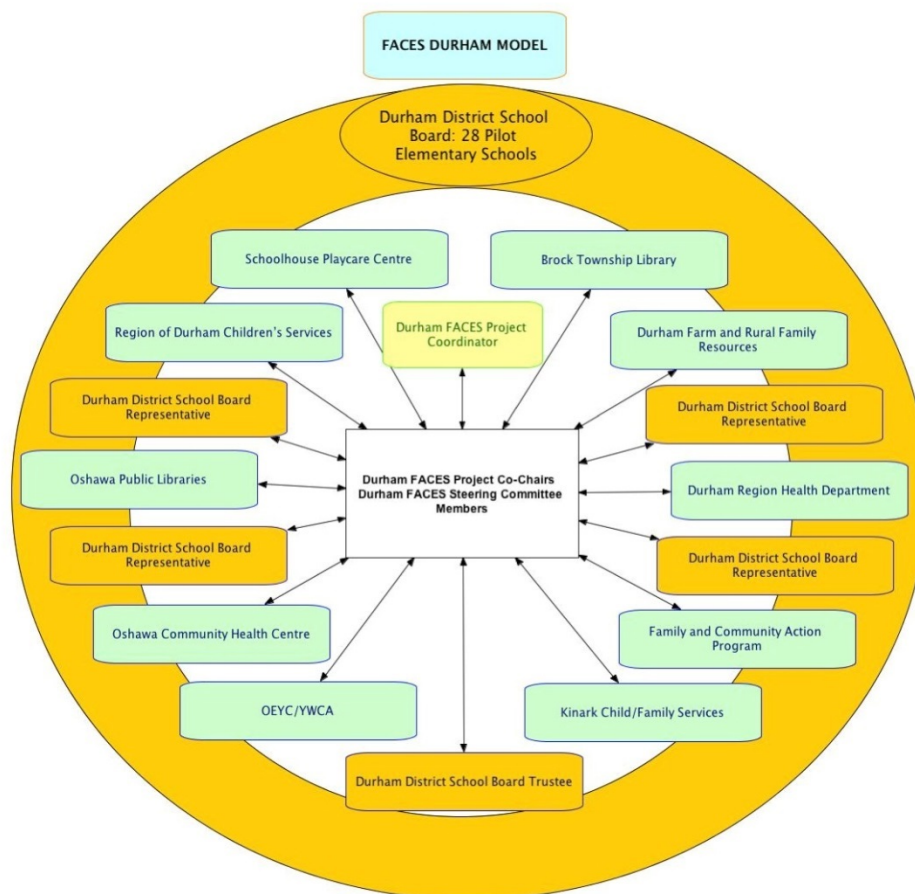 FACES DURHAM MODEL
Durham District School
Board: 28 Pilot
Elementary Schools
Schoolhouse Playcare Centre
Brock Township Library
Region of Durham Children's Services
Durham FACES Project
Coordinator
Durham Farm and Rural Family
Resources
Durham District School Board
Representative
Durham District School Board
Representative
Oshawa Public Libraries
Durham FACES Project Co-Chairs
Durham FACES Steering Committee
Members
Durham Region Health Department
Durham District School Board
Representative
Durham District School Board
Representative
Oshawa Community Health Centre
Family and Community Action
Program
OEYC/YWCA
Kinark Child/Family Services
Durham District School Board Trustee